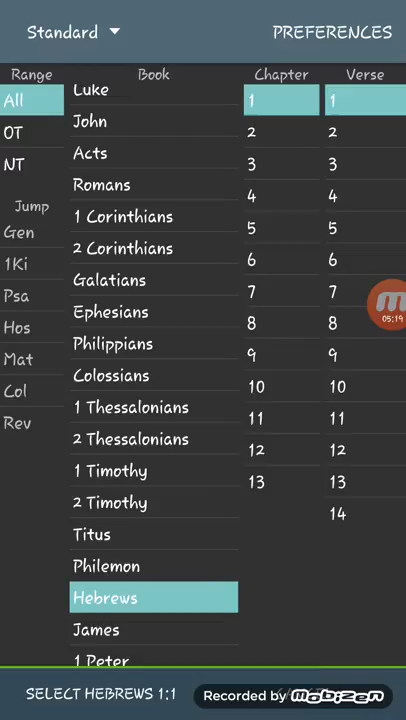 Standard
PREFERENCES
Range
Book
Chapter
Verse
All
OT
NT
Jump
Gen
1Ki
Psa
Hos
Mat
Col
Rev
Luke
John
Acts
Romans
1 Corinthians
2 Corinthians
Galatians
Ephesians
Philippians
Colossians
1 Thessalonians
2 Thessalonians
1 Timothy
2 Timothy
Titus
Philemon
Hebrews
James
1 Peter
1
2
3
4
5
6
7
8
9
10
11
12
13
1
2
3
4
5
6
7
8
9
10
11
12
13
14
m
05:19
SELECT HEBREWS 1:1
Recorded by mobizen